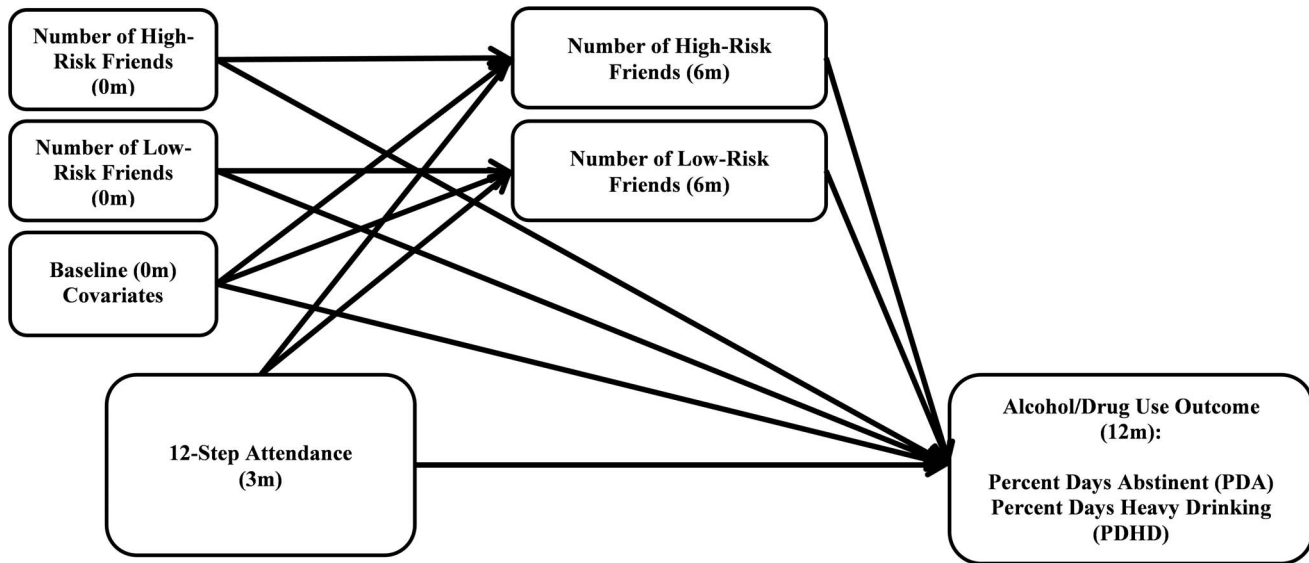 Number of High-
Risk Friends
(0m)
Number of High-Risk
Friends (6m)
Number of Low-
Risk Friends
(0m)
Number of Low-Risk
Friends (6m)
Baseline (0m)
Covariates
12-Step Attendance
(3m)
Alcohol/Drug Use Outcome
(12m):
Percent Days Abstinent (PDA)
Percent Days Heavy Drinking
(PDHD)